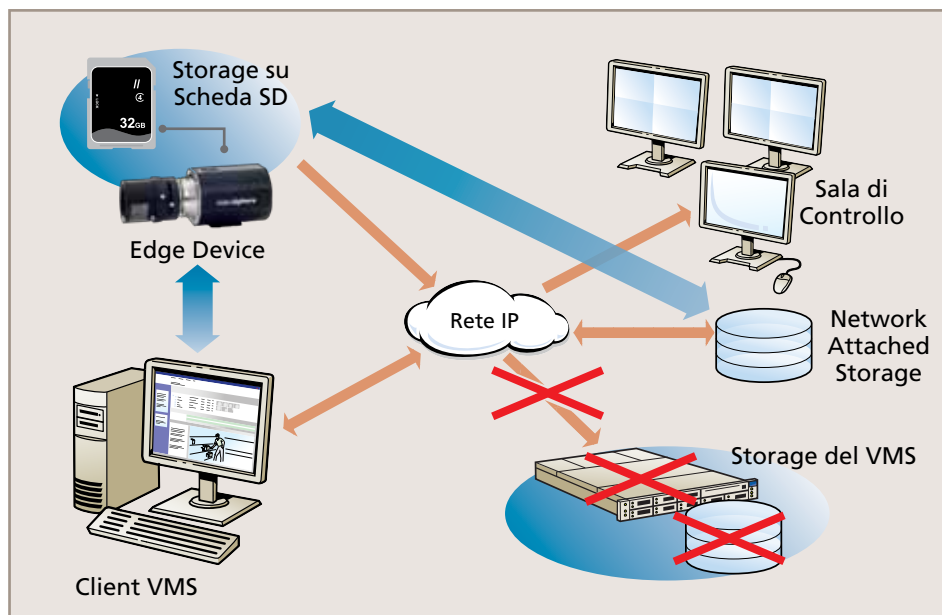 Storage su
Scheda SD
32GB
Edge Device
Sala di
Controllo
Rete IP
Network
Attached
Storage
Storage del VMS
Client VMS